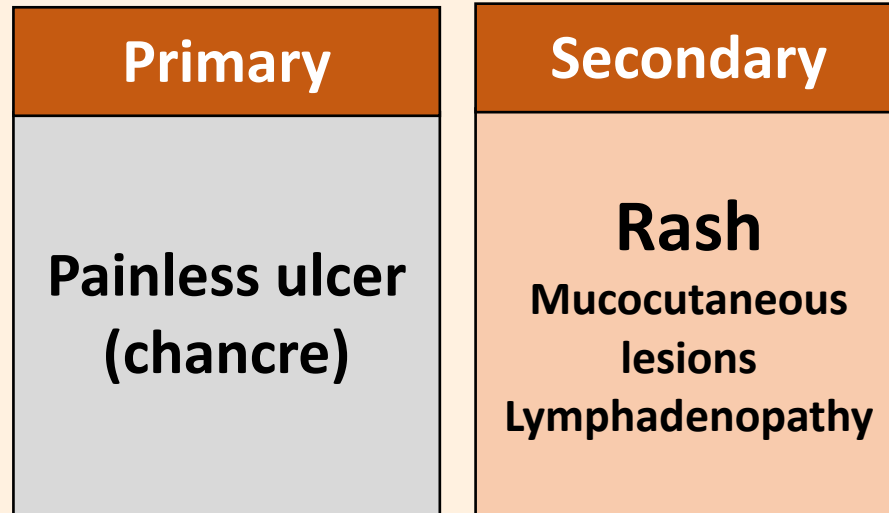 Primary
Painless ulcer
(chancre)
Secondary
Rash
Mucocutaneous
lesions
Lymphadenopathy